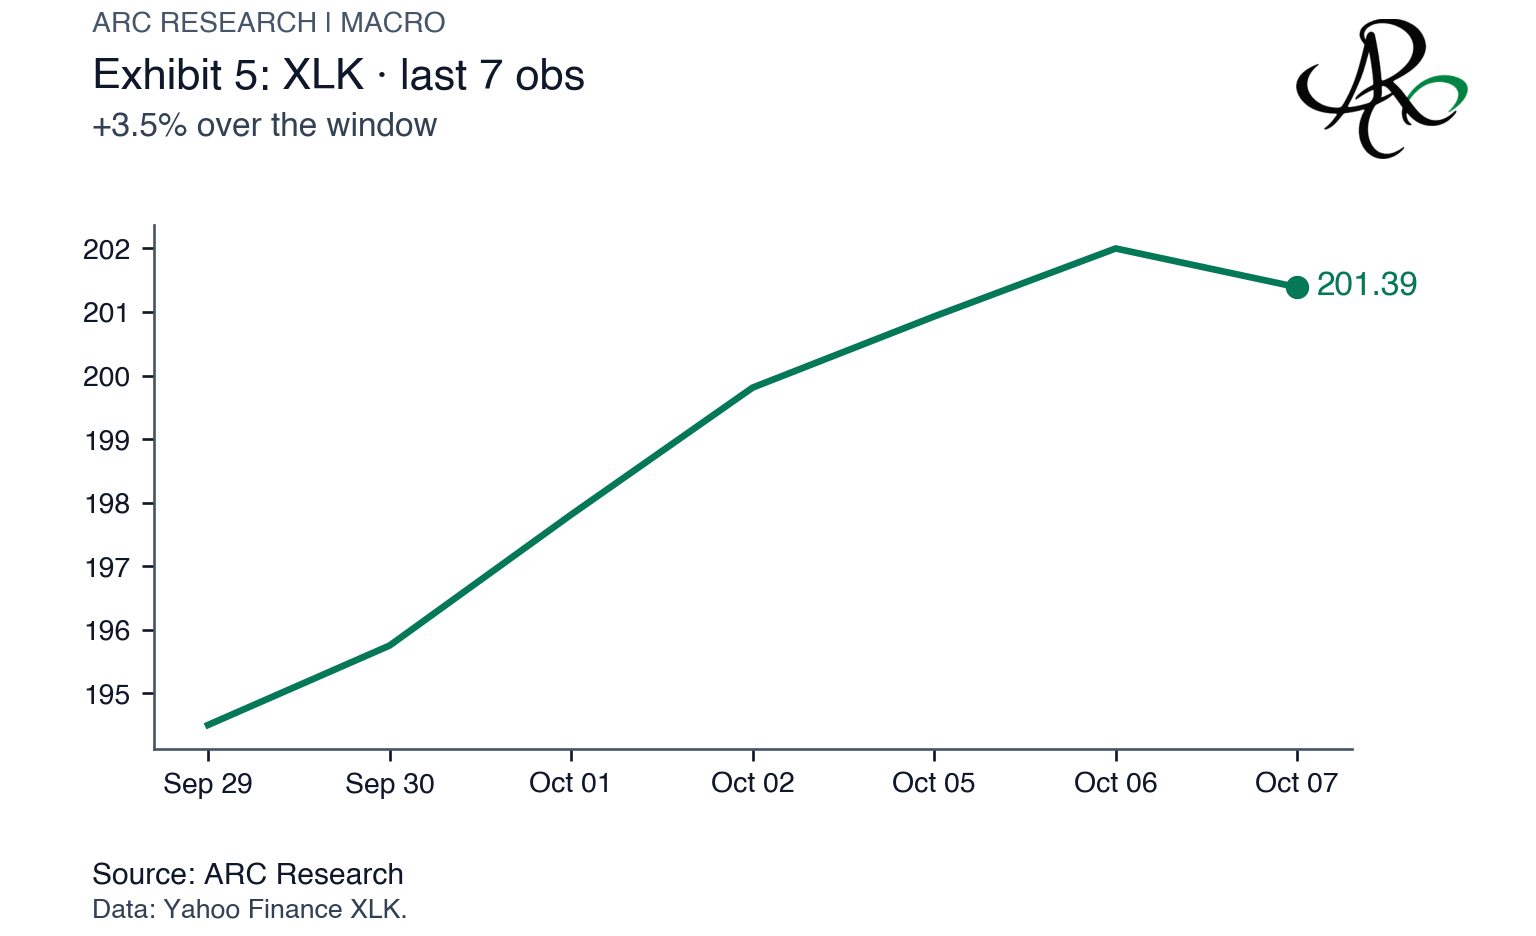 ARC RESEARCH | MACRO
Exhibit 5: XLK · last 7 obs
+3.5% over the window
ARC
202
201
200
199
198
197
196
195
201.39
Sep 29 Sep 30 Oct 01 Oct 02 Oct 05 Oct 06 Oct 07
Source: ARC Research
Data: Yahoo Finance XLK.